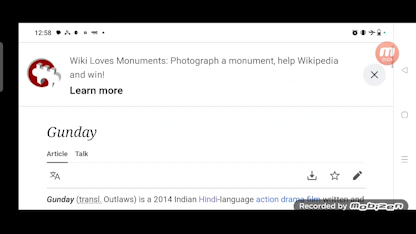 12:58
Wiki Loves Monuments: Photograph a monument, help Wikipedia
and win!
Learn more
Gunday
Article Talk
Gunday (transl. Outlaws) is a 2014 Indian Hindi-language action drama film written and
Recorded by
MOBIZEN